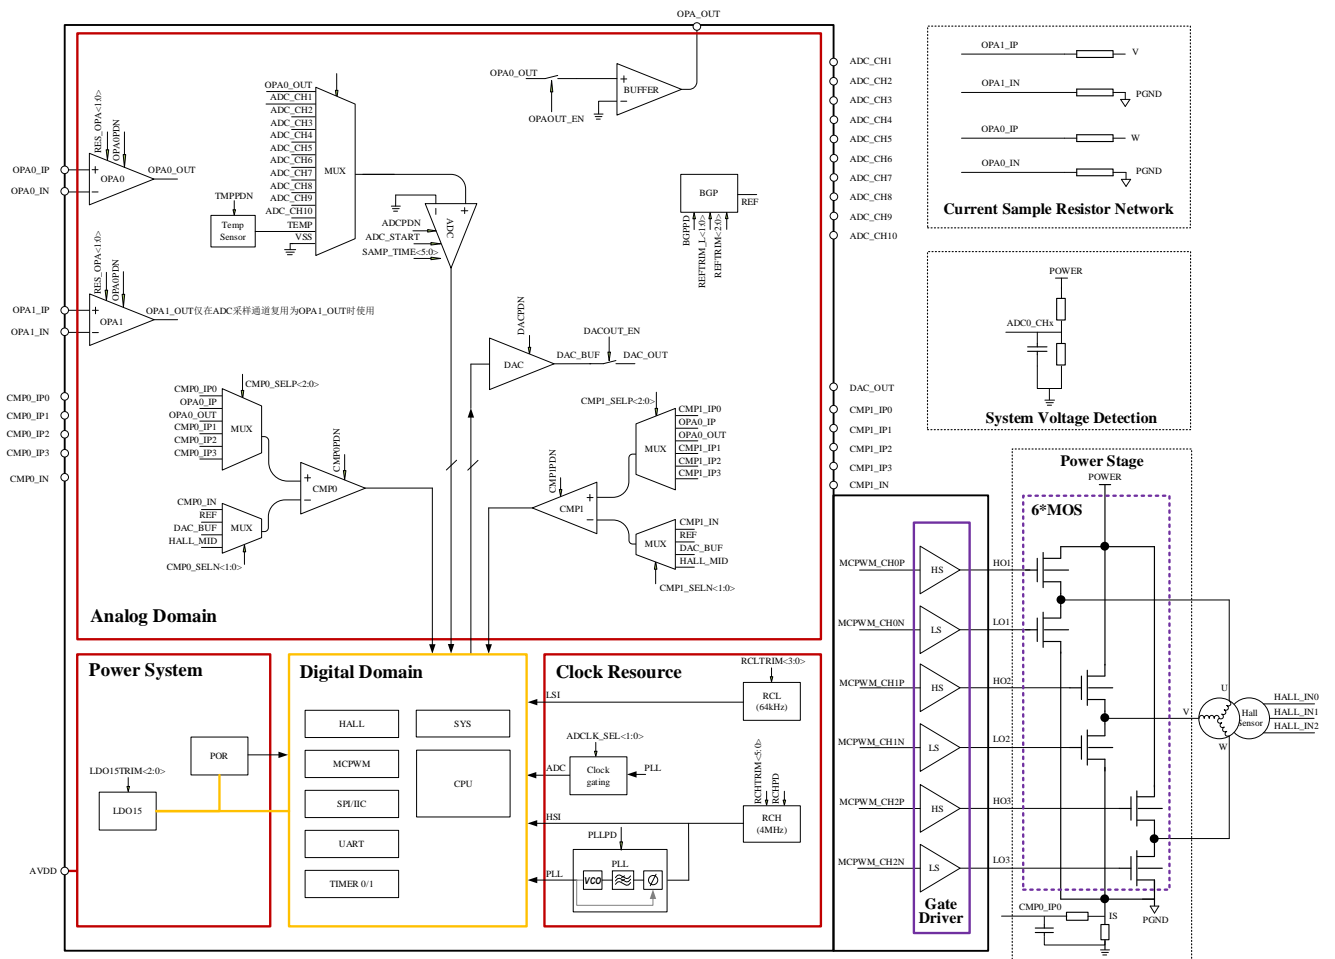 OPA_OUT
OPA0_IP
OPA0_IN
RES_OPA<1:0>
OPA0PDN
OPA0
OPA0_OUT
OPA1_IP
OPA1_IN
RES_OPA<1:0>
OPA0PDN
OPA1
OPA1_OUT仅在ADC采样通道复用为OPA1_OUT时使用
OPA0_OUT
ADC_CH1
ADC_CH2
ADC_CH3
ADC_CH4
ADC_CH5
ADC_CH6
ADC_CH7
ADC_CH8
ADC_CH9
ADC_CH10
TEMP
VSS
MUX
TMPPDN
Temp
Sensor
ADCPDN
ADC_START
SAMP_TIME<5:0>
ADC
OPA0_OUT
OPAOUT_EN
BUFFER
BGP
REF
BGPPD
REFTRIM_L<1:0>
REFTRIM<2:0>
DACPDN
DAC
DAC_BUF
DACOUT_EN
DAC_OUT
CMP0_IP0
CMP0_IP1
CMP0_IP2
CMP0_IP3
CMP0_IN
CMP0_SELP<2:0>
CMP0_IP0
OPA0_IP
OPA0_OUT
CMP0_IP1
CMP0_IP2
CMP0_IP3
MUX
CMP0_IN
REF
DAC_BUF
HALL_MID
MUX
CMP0_SELN<1:0>
CMP0PDN
CMP0
CMP1_SELP<2:0>
MUX
CMP1_IP0
OPA0_IP
OPA0_OUT
CMP1_IP1
CMP1_IP2
CMP1_IP3
CMP1PDN
CMP1
MUX
CMP1_IN
REF
DAC_BUF
HALL_MID
CMP1_SELN<1:0>
Analog Domain
ADC_CH1
ADC_CH2
ADC_CH3
ADC_CH4
ADC_CH5
ADC_CH6
ADC_CH7
ADC_CH8
ADC_CH9
ADC_CH10
DAC_OUT
CMP1_IP0
CMP1_IP1
CMP1_IP2
CMP1_IP3
CMP1_IN
OPA1_IP
V
OPA1_IN
PGND
OPA0_IP
W
OPA0_IN
PGND
Current Sample Resistor Network
POWER
ADC0_CHx
System Voltage Detection
Power System
POR
LDO15TRIM<2:0>
LDO15
AVDD
Digital Domain
HALL
SYS
MCPWM
CPU
SPI/IIC
UART
TIMER 0/1
Clock Resource
RCLTRIM<3:0>
LSI
RCL
(64kHz)
ADCLK_SEL<1:0>
ADC
Clock
gating
PLL
RCHTRIM<5:0>
RCHPD
HSI
RCH
(4MHz)
PLLPD
PLL
PLL
VCO
MCPWM_CH0P
HS
HO1
MCPWM_CH0N
LS
LO1
MCPWM_CH1P
HS
HO2
MCPWM_CH1N
LS
LO2
MCPWM_CH2P
HS
HO3
MCPWM_CH2N
LS
LO3
Gate
Driver
Power Stage
POWER
6*MOS
U
V
W
Hall
Sensor
HALL_IN0
HALL_IN1
HALL_IN2
CMP0_IP0
IS
PGND